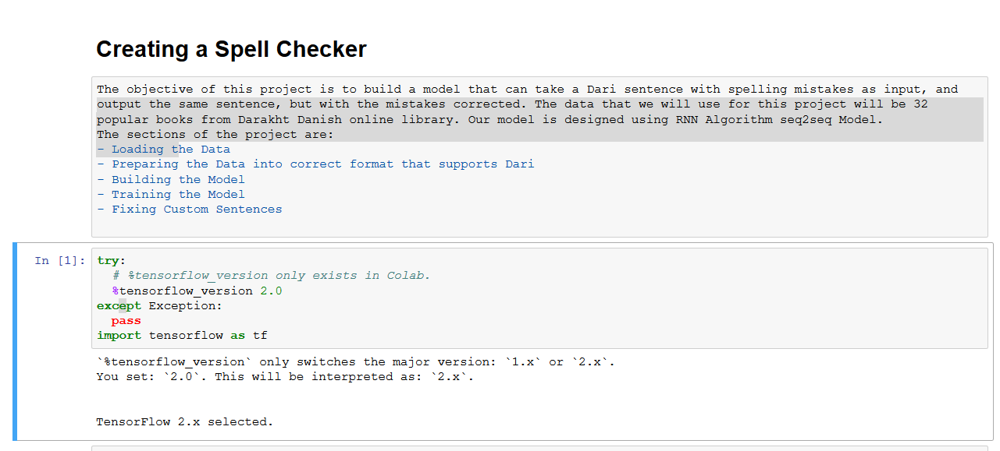 Creating a Spell Checker
The objective of this project is to build a model that can take a Dari sentence with spelling mistakes as input, and
output the same sentence, but with the mistakes corrected. The data that we will use for this project will be 32
popular books from Darakht Danish online library. Our model is designed using RNN Algorithm seq2seq Model.
The sections of the project are:
- Loading the Data
- Preparing the Data into correct format that supports Dari
- Building the Model
- Training the Model
- Fixing Custom Sentences
In [1]: try:
  # %tensorflow_version only exists in Colab.
  %tensorflow_version 2.0
except Exception:
  pass
import tensorflow as tf
`%tensorflow_version` only switches the major version: `1.x` or `2.x`.
You set: `2.0`. This will be interpreted as: `2.x`.
TensorFlow 2.x selected.